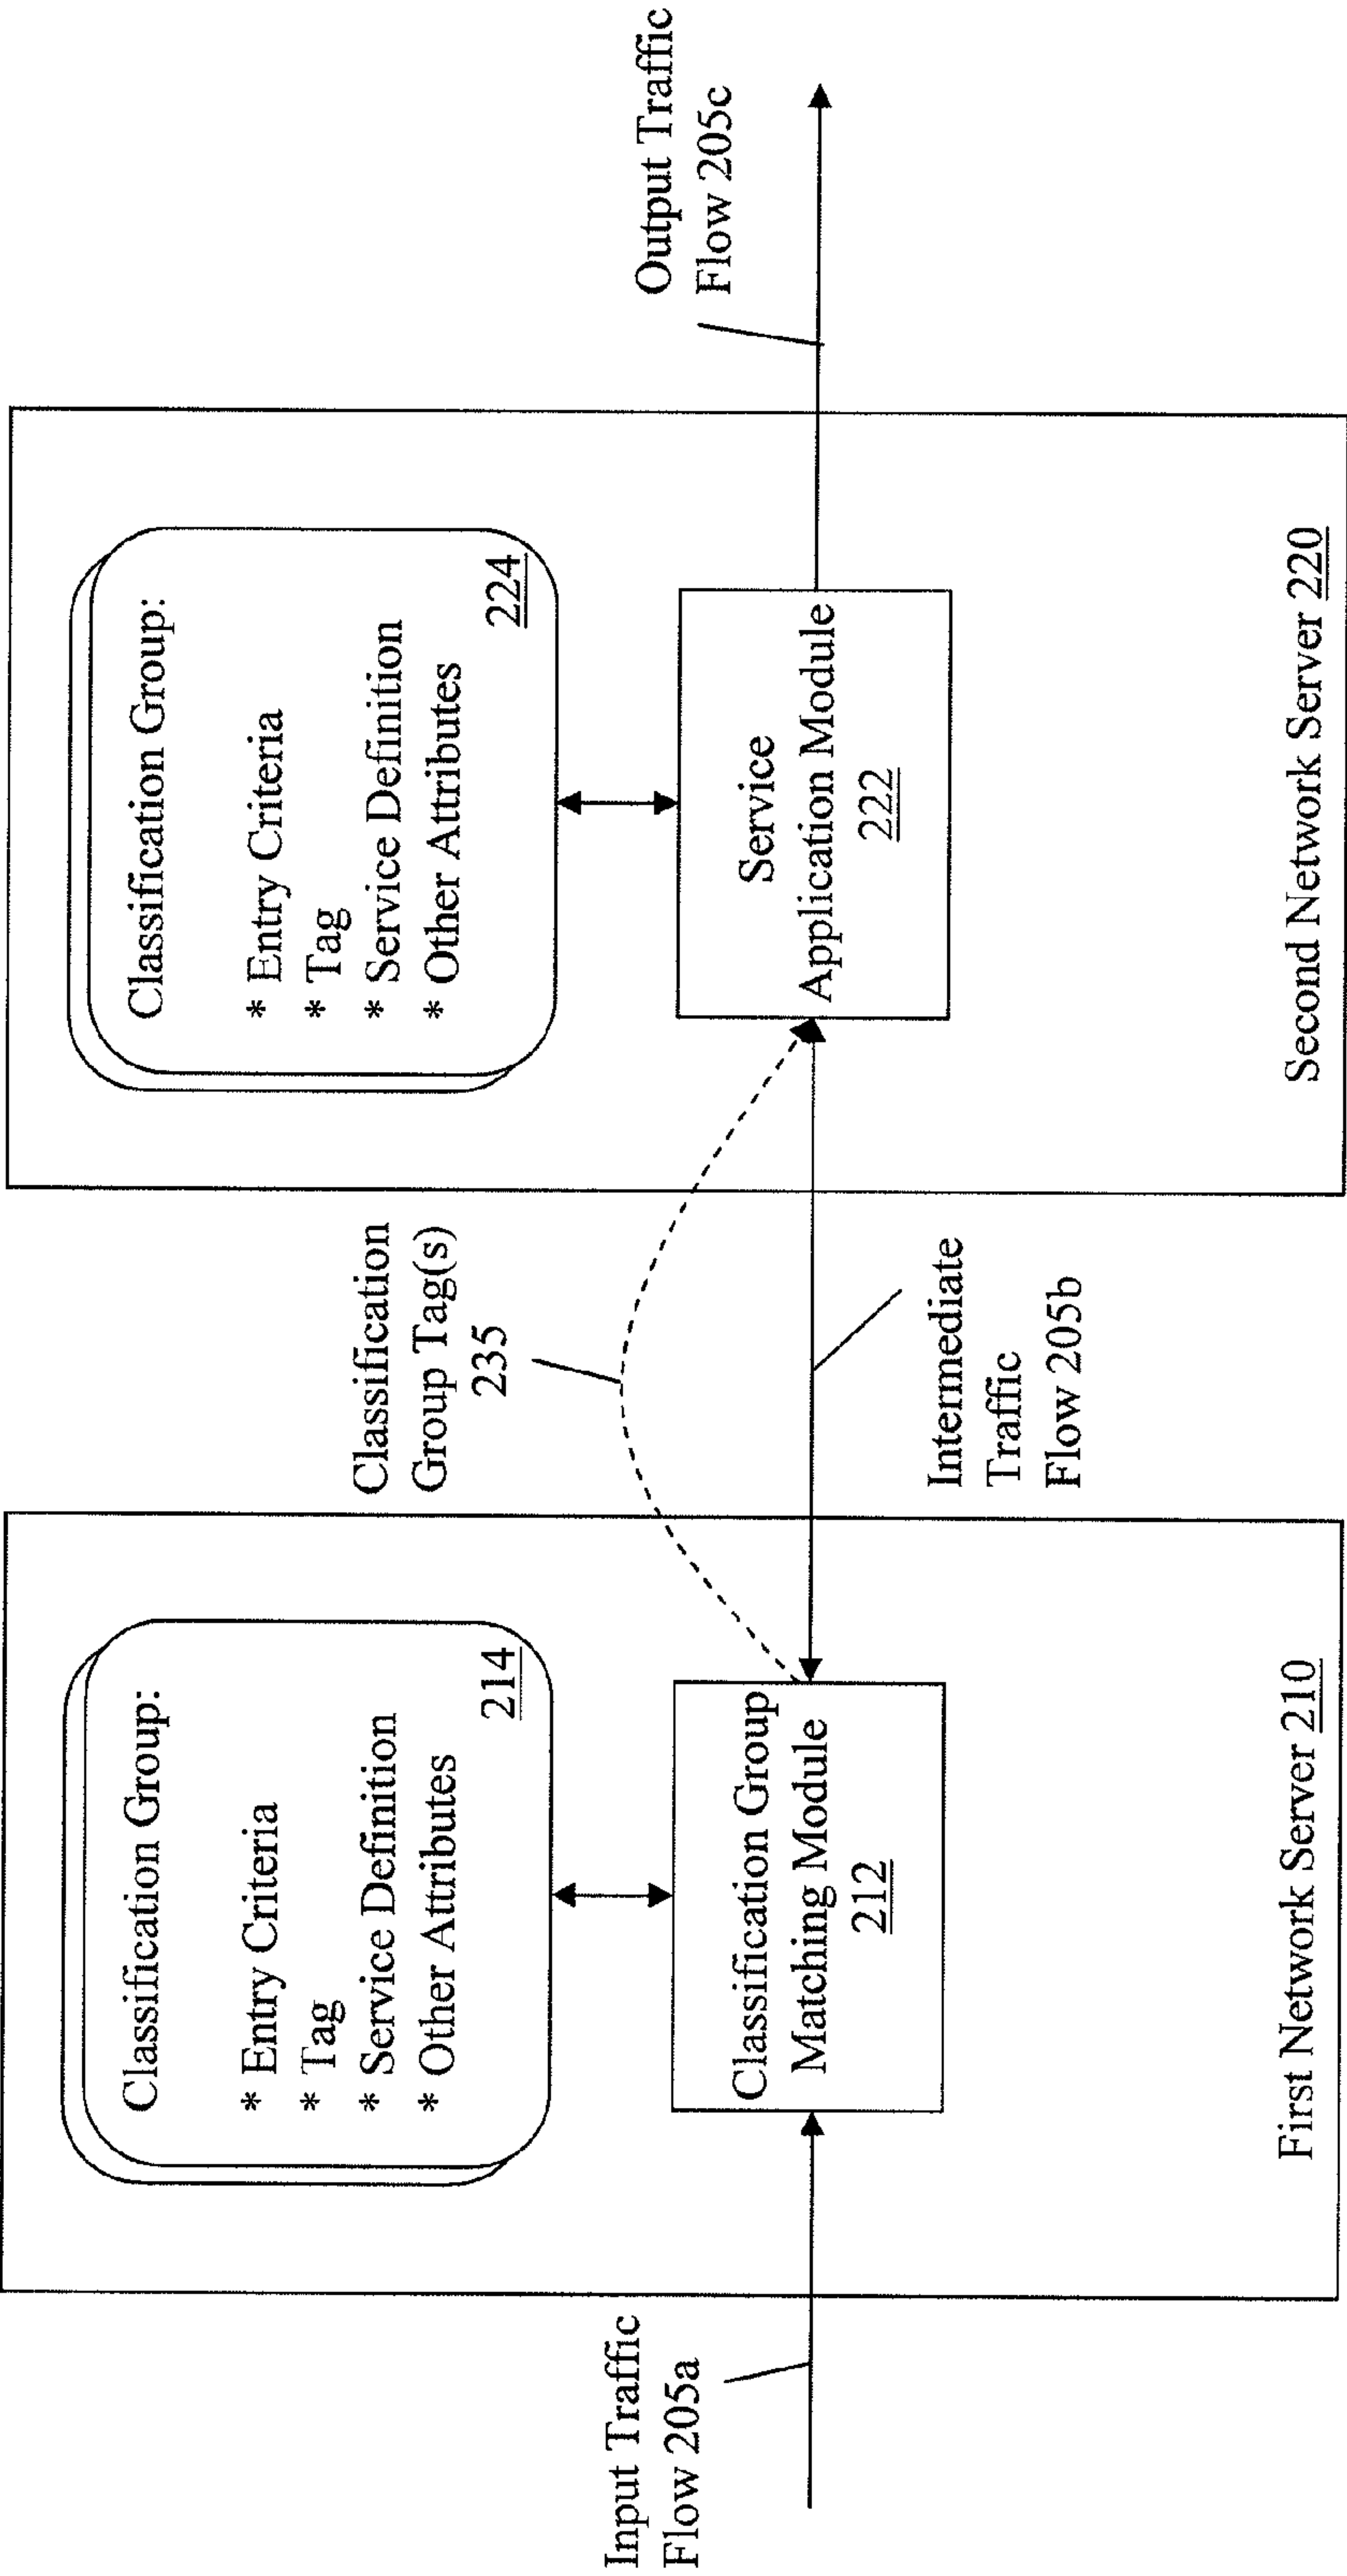 Input Traffic
Flow 205a
Classification Group:
* Entry Criteria
* Tag
* Service Definition
* Other Attributes
214
Classification Group
Matching Module
212
First Network Server 210
Classification
Group Tag(s)
235
Intermediate
Traffic
Flow 205b
Classification Group:
* Entry Criteria
* Tag
* Service Definition
* Other Attributes
224
Service
Application Module
222
Second Network Server 220
Output Traffic
Flow 205c